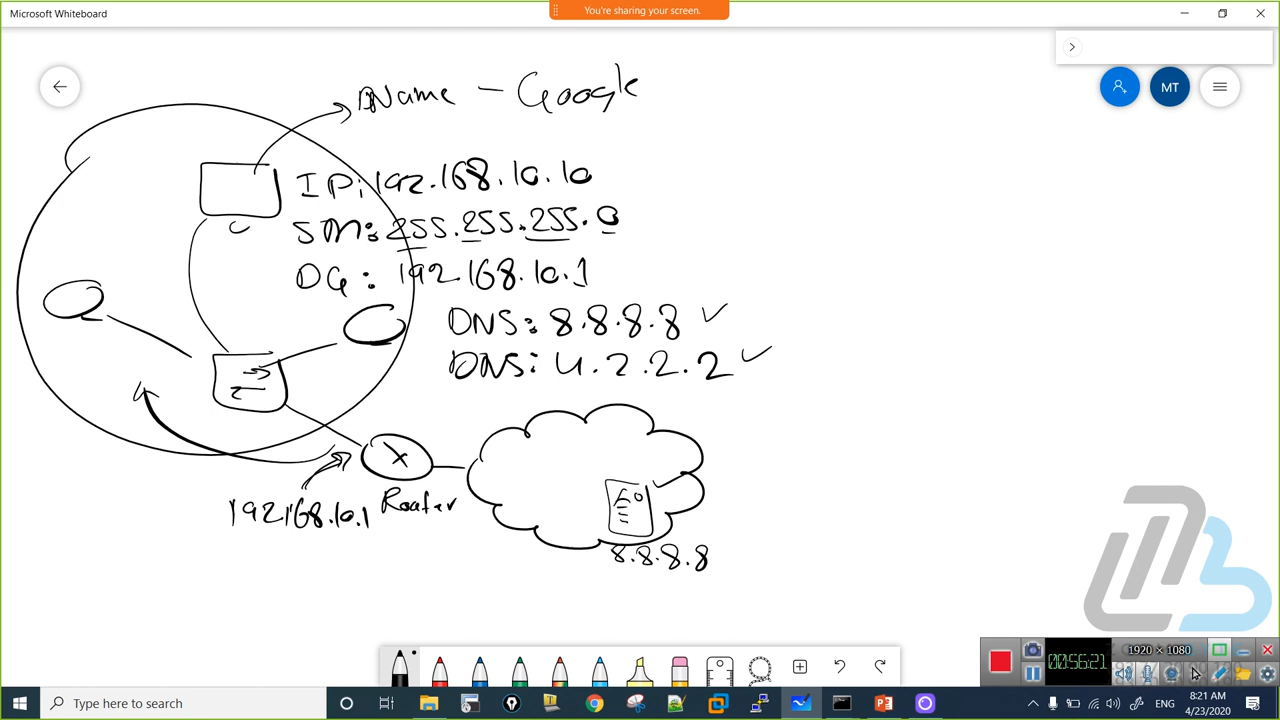 You're sharing your screen.
Microsoft Whiteboard
MT
Name - Google
IP: 192.168.10.10
SM: 255.255.255.0
DG: 192.168.10.1
DNS: 8.8.8.8 ✓
DNS: 4.2.2.2 ✓
192.168.10.1
Router
8.8.8.8
00:56:21
1920 × 1080
Type here to search
ENG
8:21 AM
4/23/2020